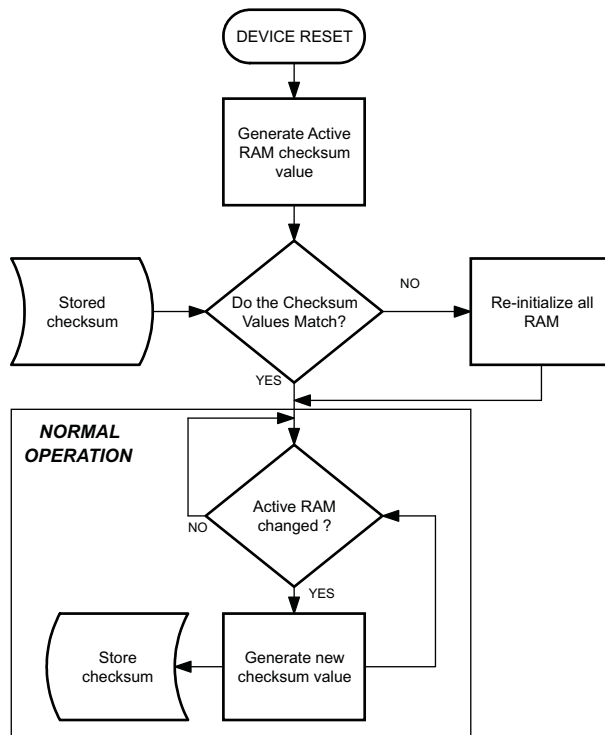 DEVICE RESET
Generate Active
RAM checksum
value
Stored
checksum
Do the Checksum
Values Match?
NO
Re-initialize all
RAM
YES
NORMAL
OPERATION
Active RAM
changed ?
NO
YES
Store
checksum
Generate new
checksum value